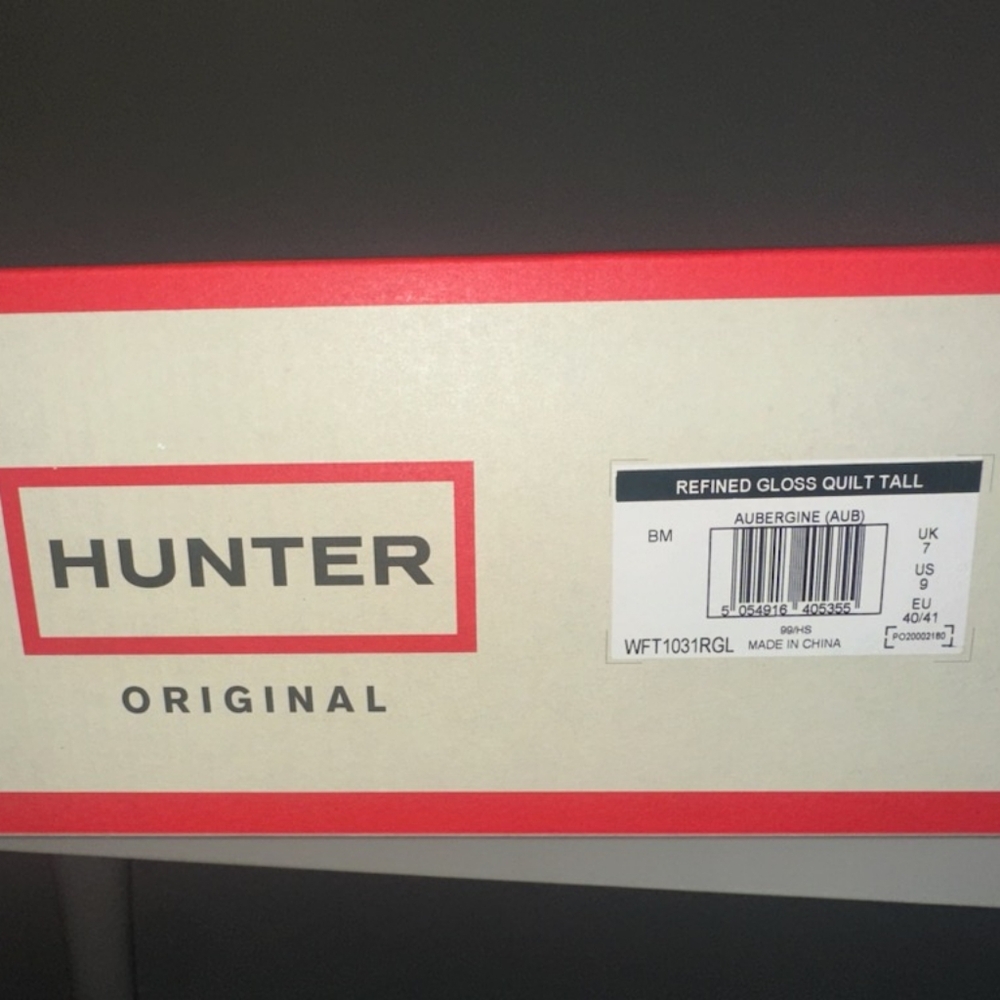 HUNTER
ORIGINAL
REFINED GLOSS QUILT TALL
AUBERGINE (AUB)
BM
5 054916 405355
UK
7
US
9
EU
40/41
99/HS
WFT1031RGL MADE IN CHINA
PO20002180